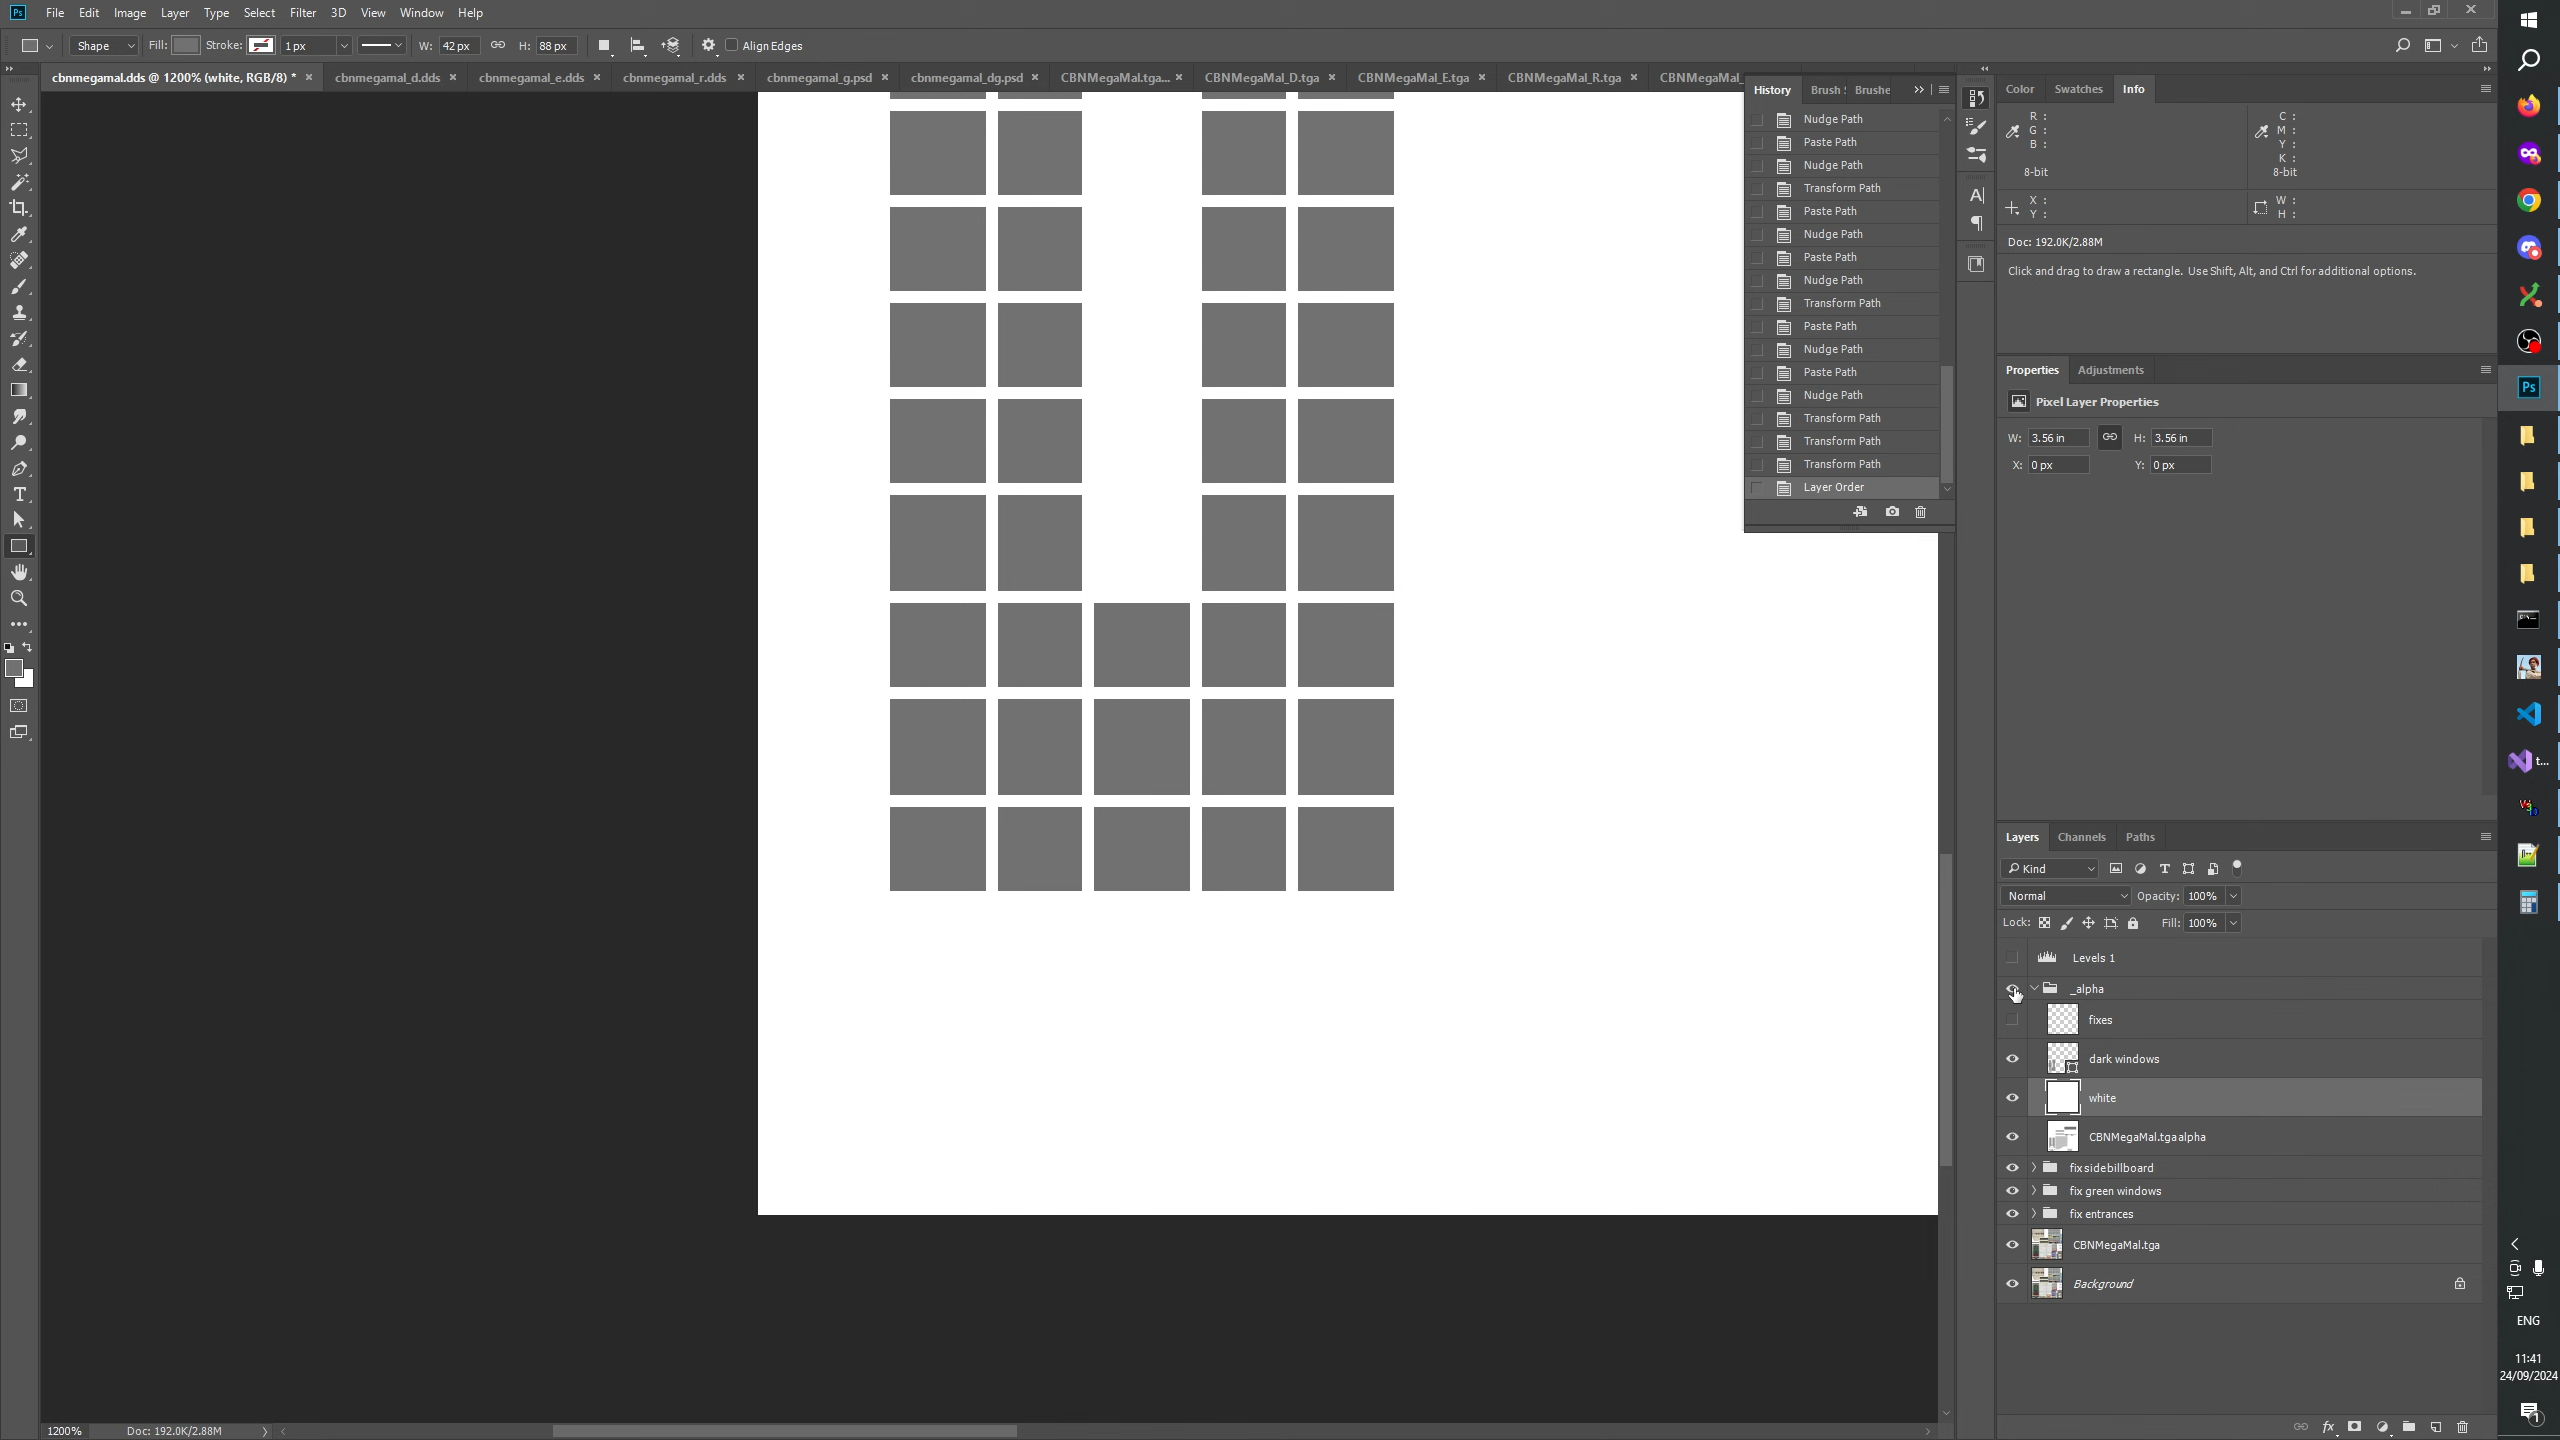 Ps File Edit Image Layer Type Select Filter 3D View Window Help
Shape Fill: Stroke: 1 px W: 42 px H: 88 px Align Edges
cbnmegamal.dds @ 1200% (white, RGB/8) * cbnmegamal_d.dds cbnmegamal_e.dds cbnmegamal_r.dds cbnmegamal_g.psd cbnmegamal_dg.psd CBNMegaMal.tga... CBNMegaMal_D.tga CBNMegaMal_E.tga CBNMegaMal_R.tga CBNMegaMal_
History Brush Brushe
Nudge Path
Paste Path
Nudge Path
Transform Path
Paste Path
Nudge Path
Paste Path
Nudge Path
Transform Path
Paste Path
Nudge Path
Paste Path
Nudge Path
Transform Path
Transform Path
Transform Path
Layer Order
Color Swatches Info
R :
G :
B :
8-bit
C :
M :
Y :
K :
8-bit
X :
Y :
W :
H :
Doc: 192.0K/2.88M
Click and drag to draw a rectangle. Use Shift, Alt, and Ctrl for additional options.
Properties Adjustments
Pixel Layer Properties
W: 3.56 in H: 3.56 in
X: 0 px Y: 0 px
Layers Channels Paths
Kind
Normal Opacity: 100%
Lock: Fill: 100%
Levels 1
_alpha
fixes
dark windows
white
CBNMegaMal.tga alpha
fix side billboard
fix green windows
fix entrances
CBNMegaMal.tga
Background
1200% Doc: 192.0K/2.88M
Ps
t...
ENG
11:41
24/09/2024
1